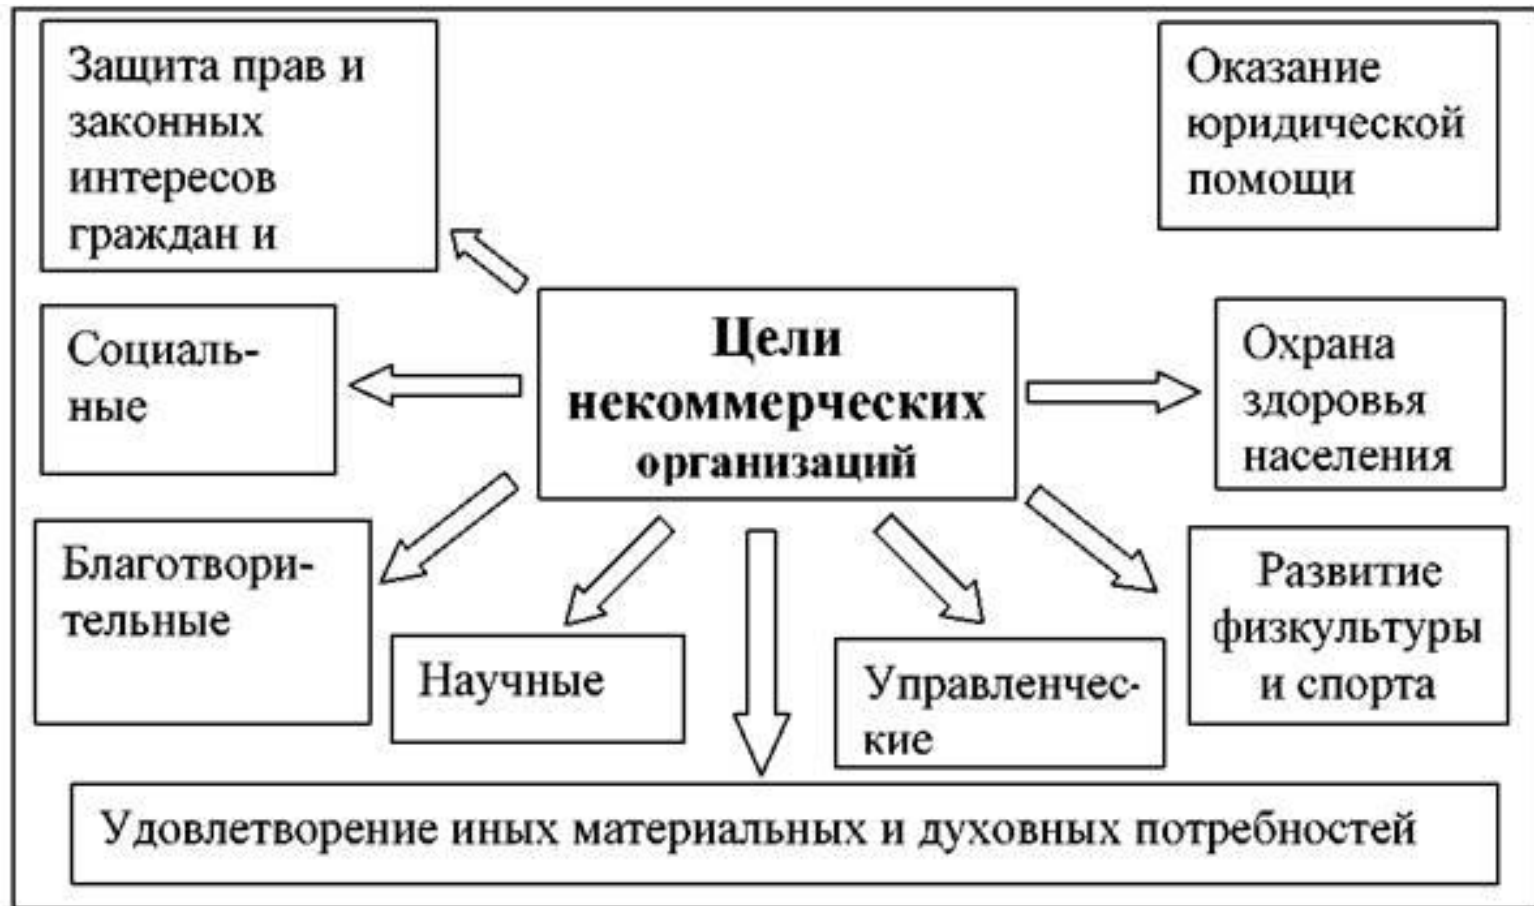 Защита прав и
законных
интересов
граждан и
Оказание
юридической
помощи
Цели
некоммерческих
организаций
Социаль-
ные
Охрана
здоровья
населения
Благотвори-
тельные
Научные
Управленчес-
кие
Развитие
физкультуры
и спорта
Удовлетворение иных материальных и духовных потребностей